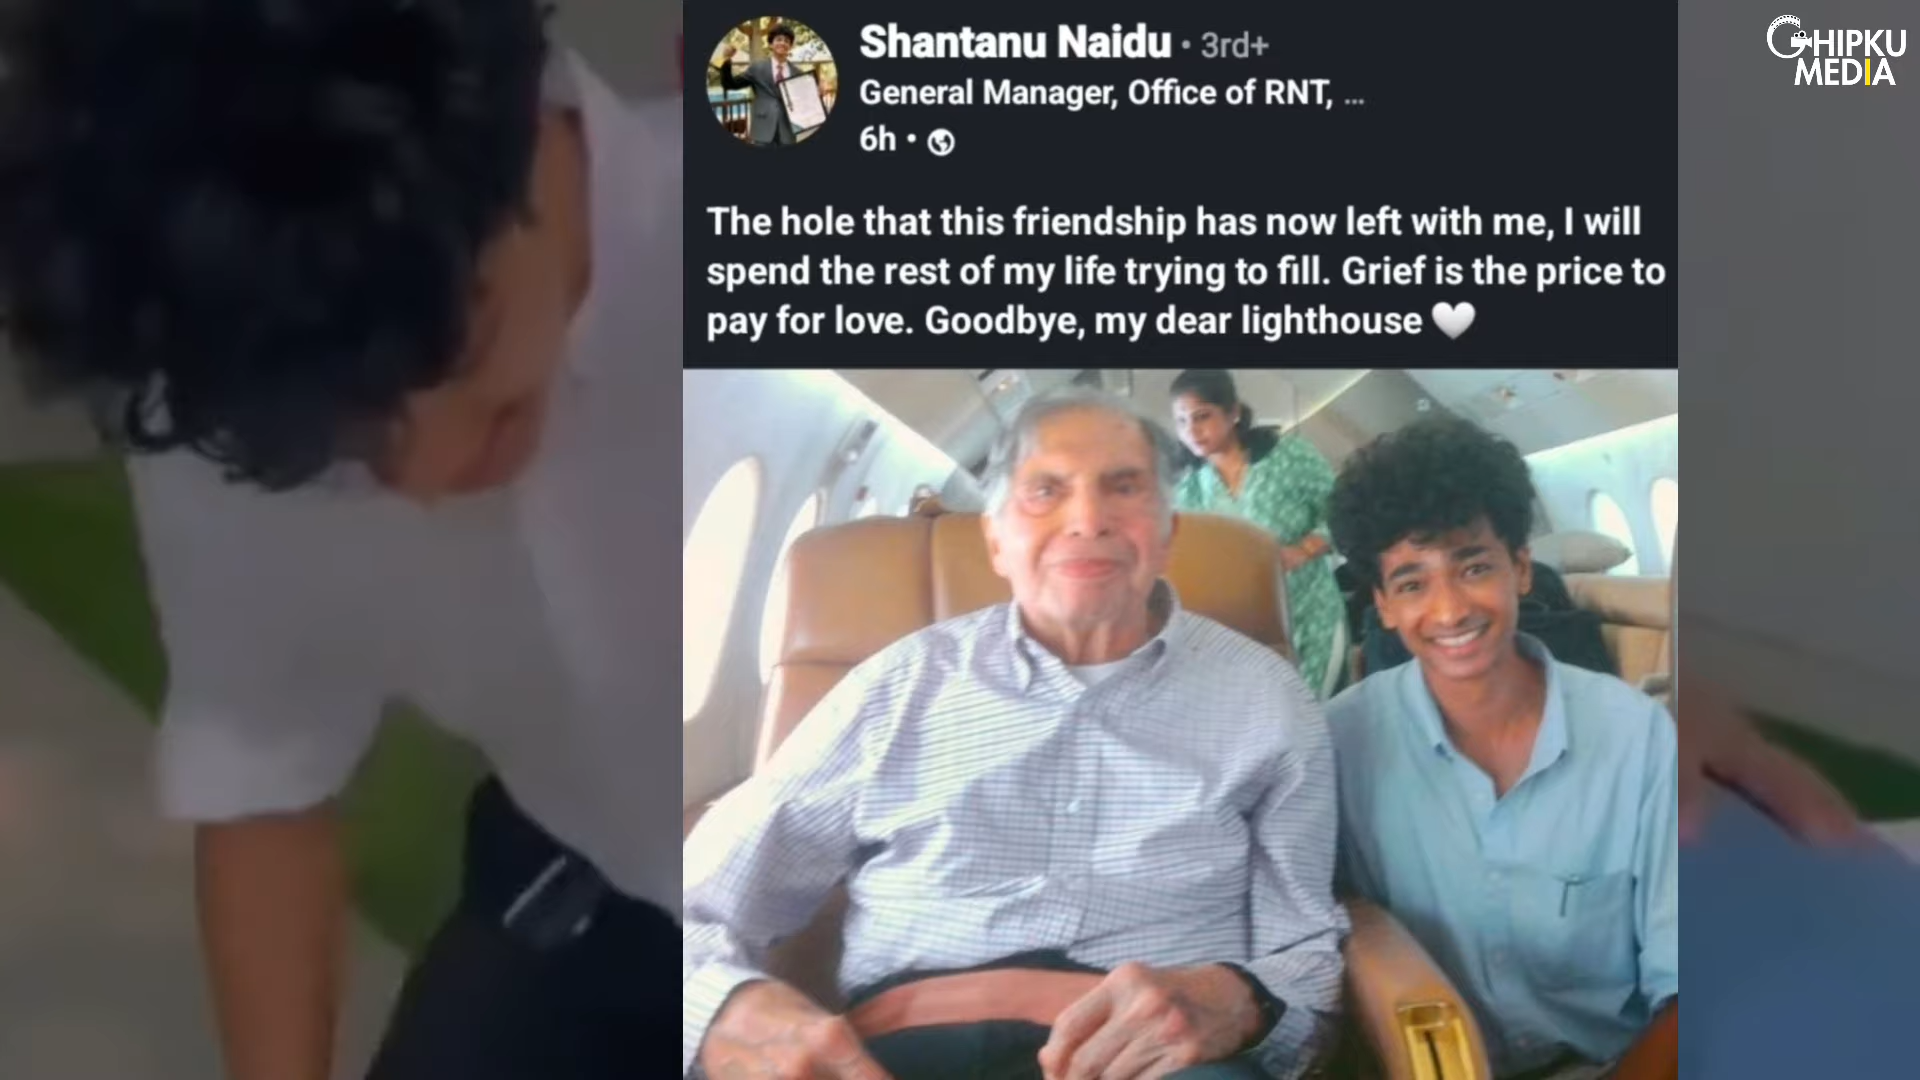 Shantanu Naidu • 3rd+
General Manager, Office of RNT, ...
6h •
The hole that this friendship has now left with me, I will
spend the rest of my life trying to fill. Grief is the price to
pay for love. Goodbye, my dear lighthouse 🤍
GHIPKU
MEDIA